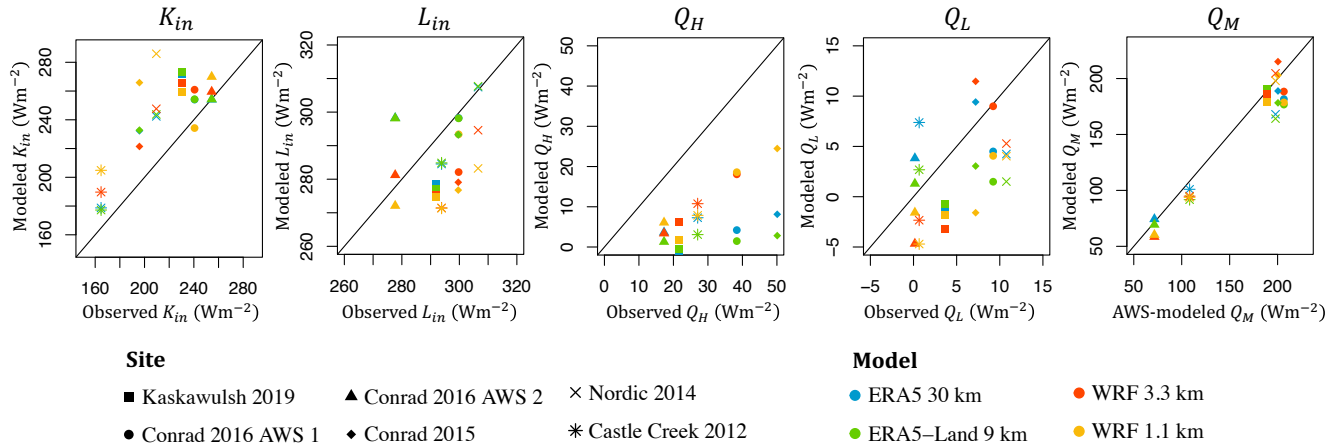 K_in L_in Q_H Q_L Q_M
Modeled K_in (Wm⁻²)
160 180 200 220 240 260 280
160 200 240 280
Observed K_in (Wm⁻²)
Modeled L_in (Wm⁻²)
260 280 300 320
260 280 300 320
Observed L_in (Wm⁻²)
Modeled Q_H (Wm⁻²)
0 10 20 30 40 50
0 10 20 30 40 50
Observed Q_H (Wm⁻²)
Modeled Q_L (Wm⁻²)
−5 0 5 10 15
−5 0 5 10 15
Observed Q_L (Wm⁻²)
Modeled Q_M (Wm⁻²)
50 100 150 200
50 100 150 200
AWS-modeled Q_M (Wm⁻²)
Site
Kaskawulsh 2019
Conrad 2016 AWS 1
Conrad 2016 AWS 2
Conrad 2015
Nordic 2014
Castle Creek 2012
Model
ERA5 30 km
ERA5−Land 9 km
WRF 3.3 km
WRF 1.1 km